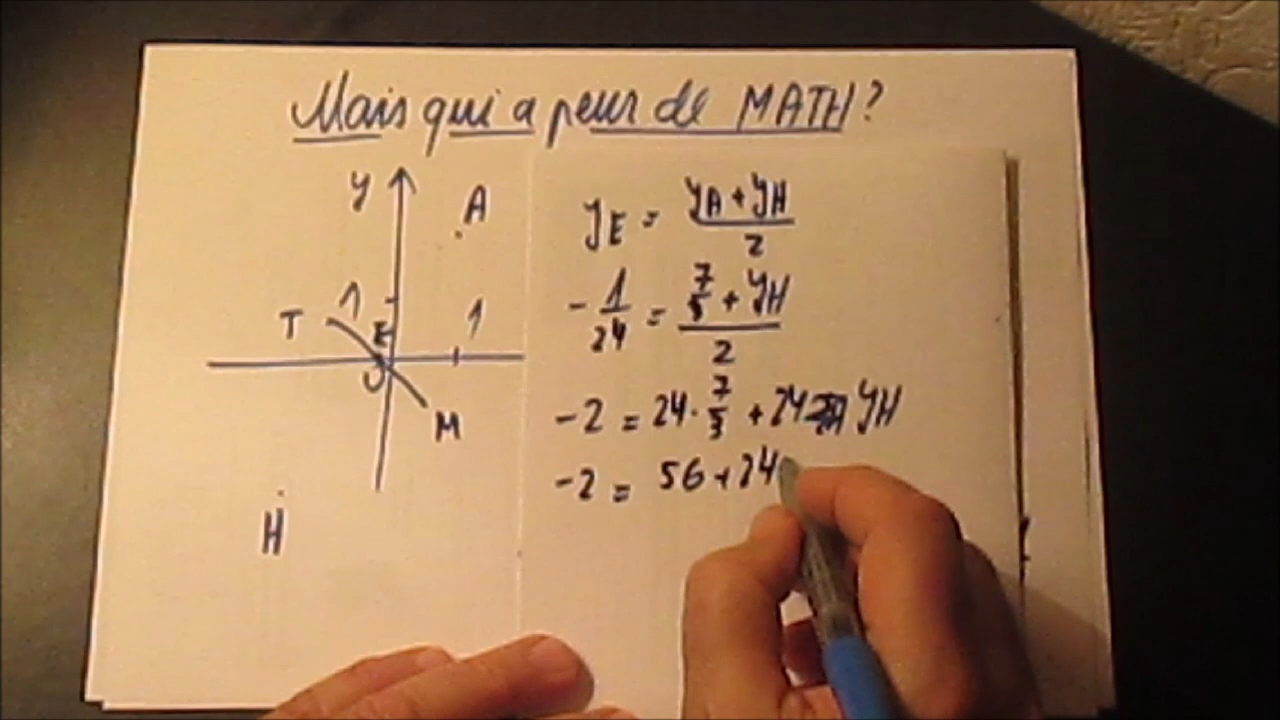 Mais qui a peur de MATH?
y
A
1
T
E
1
O
M
H
yE = (yA + yH)/2
-1/24 = (7/3 + yH)/2
-2 = 24 · 7/3 + 24 yH
-2 = 56 + 24